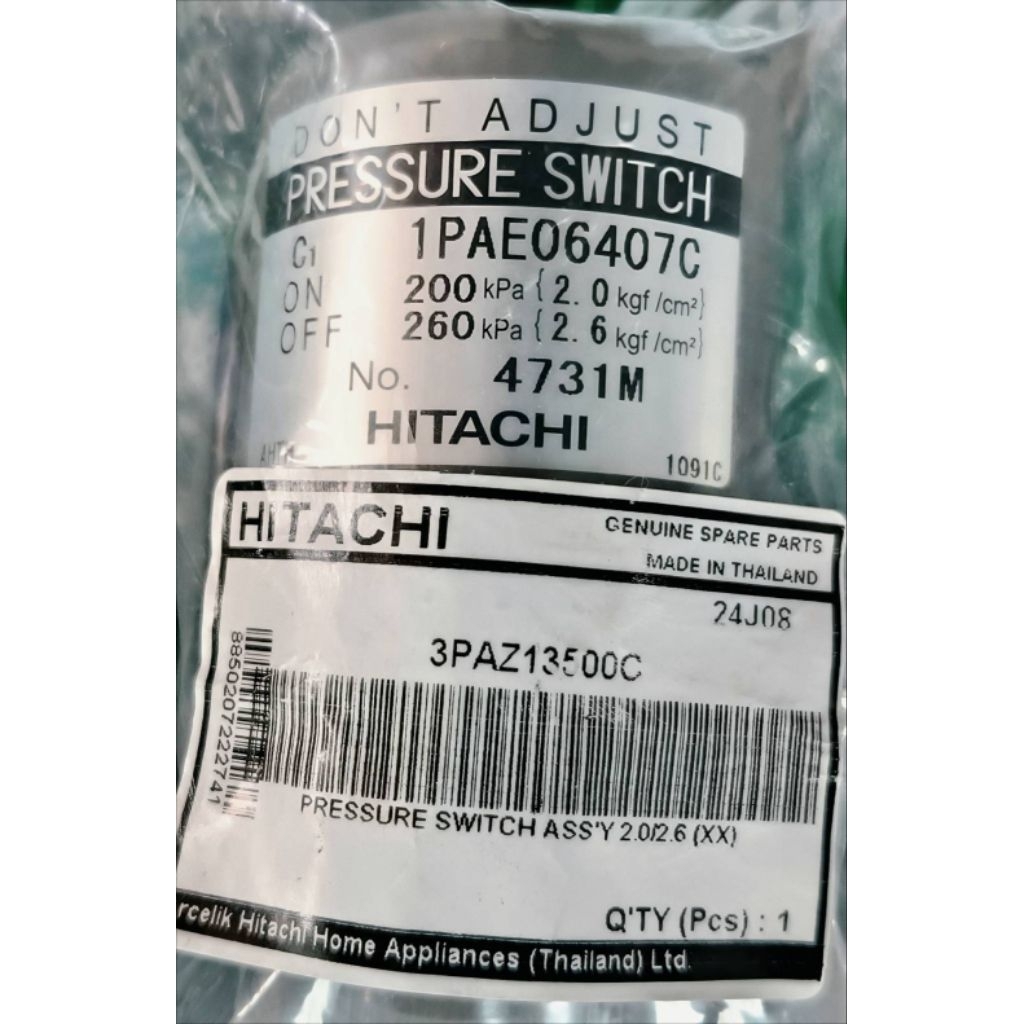 DON'T ADJUST
PRESSURE SWITCH
C1 1PAE06407C
ON 200 kPa { 2.0 kgf/cm²}
OFF 260 kPa { 2.6 kgf/cm²}
No. 4731M
HITACHI
1091C
HITACHI
GENUINE SPARE PARTS
MADE IN THAILAND
24J08
3PAZ13500C
8850207222741
PRESSURE SWITCH ASS'Y 2.0/2.6 (XX)
Q'TY (Pcs) : 1
rcelik Hitachi Home Appliances (Thailand) Ltd.